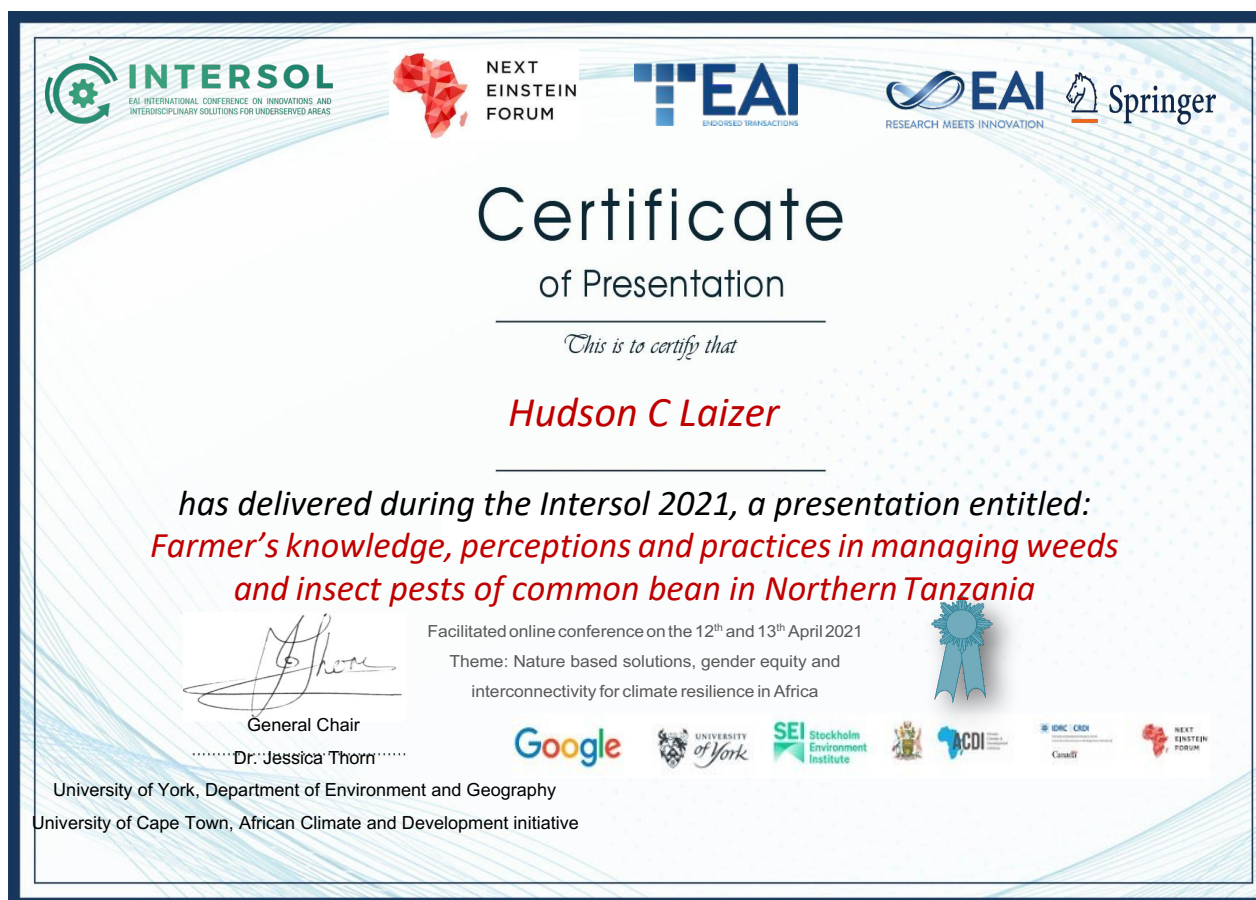 INTERSOL
EAI INTERNATIONAL CONFERENCE ON INNOVATIONS AND
INTERDISCIPLINARY SOLUTIONS FOR UNDERSERVED AREAS
NEXT
EINSTEIN
FORUM
EAI
ENDORSED TRANSACTIONS
EAI
RESEARCH MEETS INNOVATION
Springer
Certificate
of Presentation
This is to certify that
Hudson C Laizer
has delivered during the Intersol 2021, a presentation entitled:
Farmer's knowledge, perceptions and practices in managing weeds
and insect pests of common bean in Northern Tanzania
Facilitated online conference on the 12th and 13th April 2021
Theme: Nature based solutions, gender equity and
interconnectivity for climate resilience in Africa
General Chair
Dr. Jessica Thorn
University of York, Department of Environment and Geography
University of Cape Town, African Climate and Development initiative
Google
UNIVERSITY
of York
SEI Stockholm
Environment
Institute
ACDI
IDRC CRDI
Canada
NEXT
EINSTEIN
FORUM